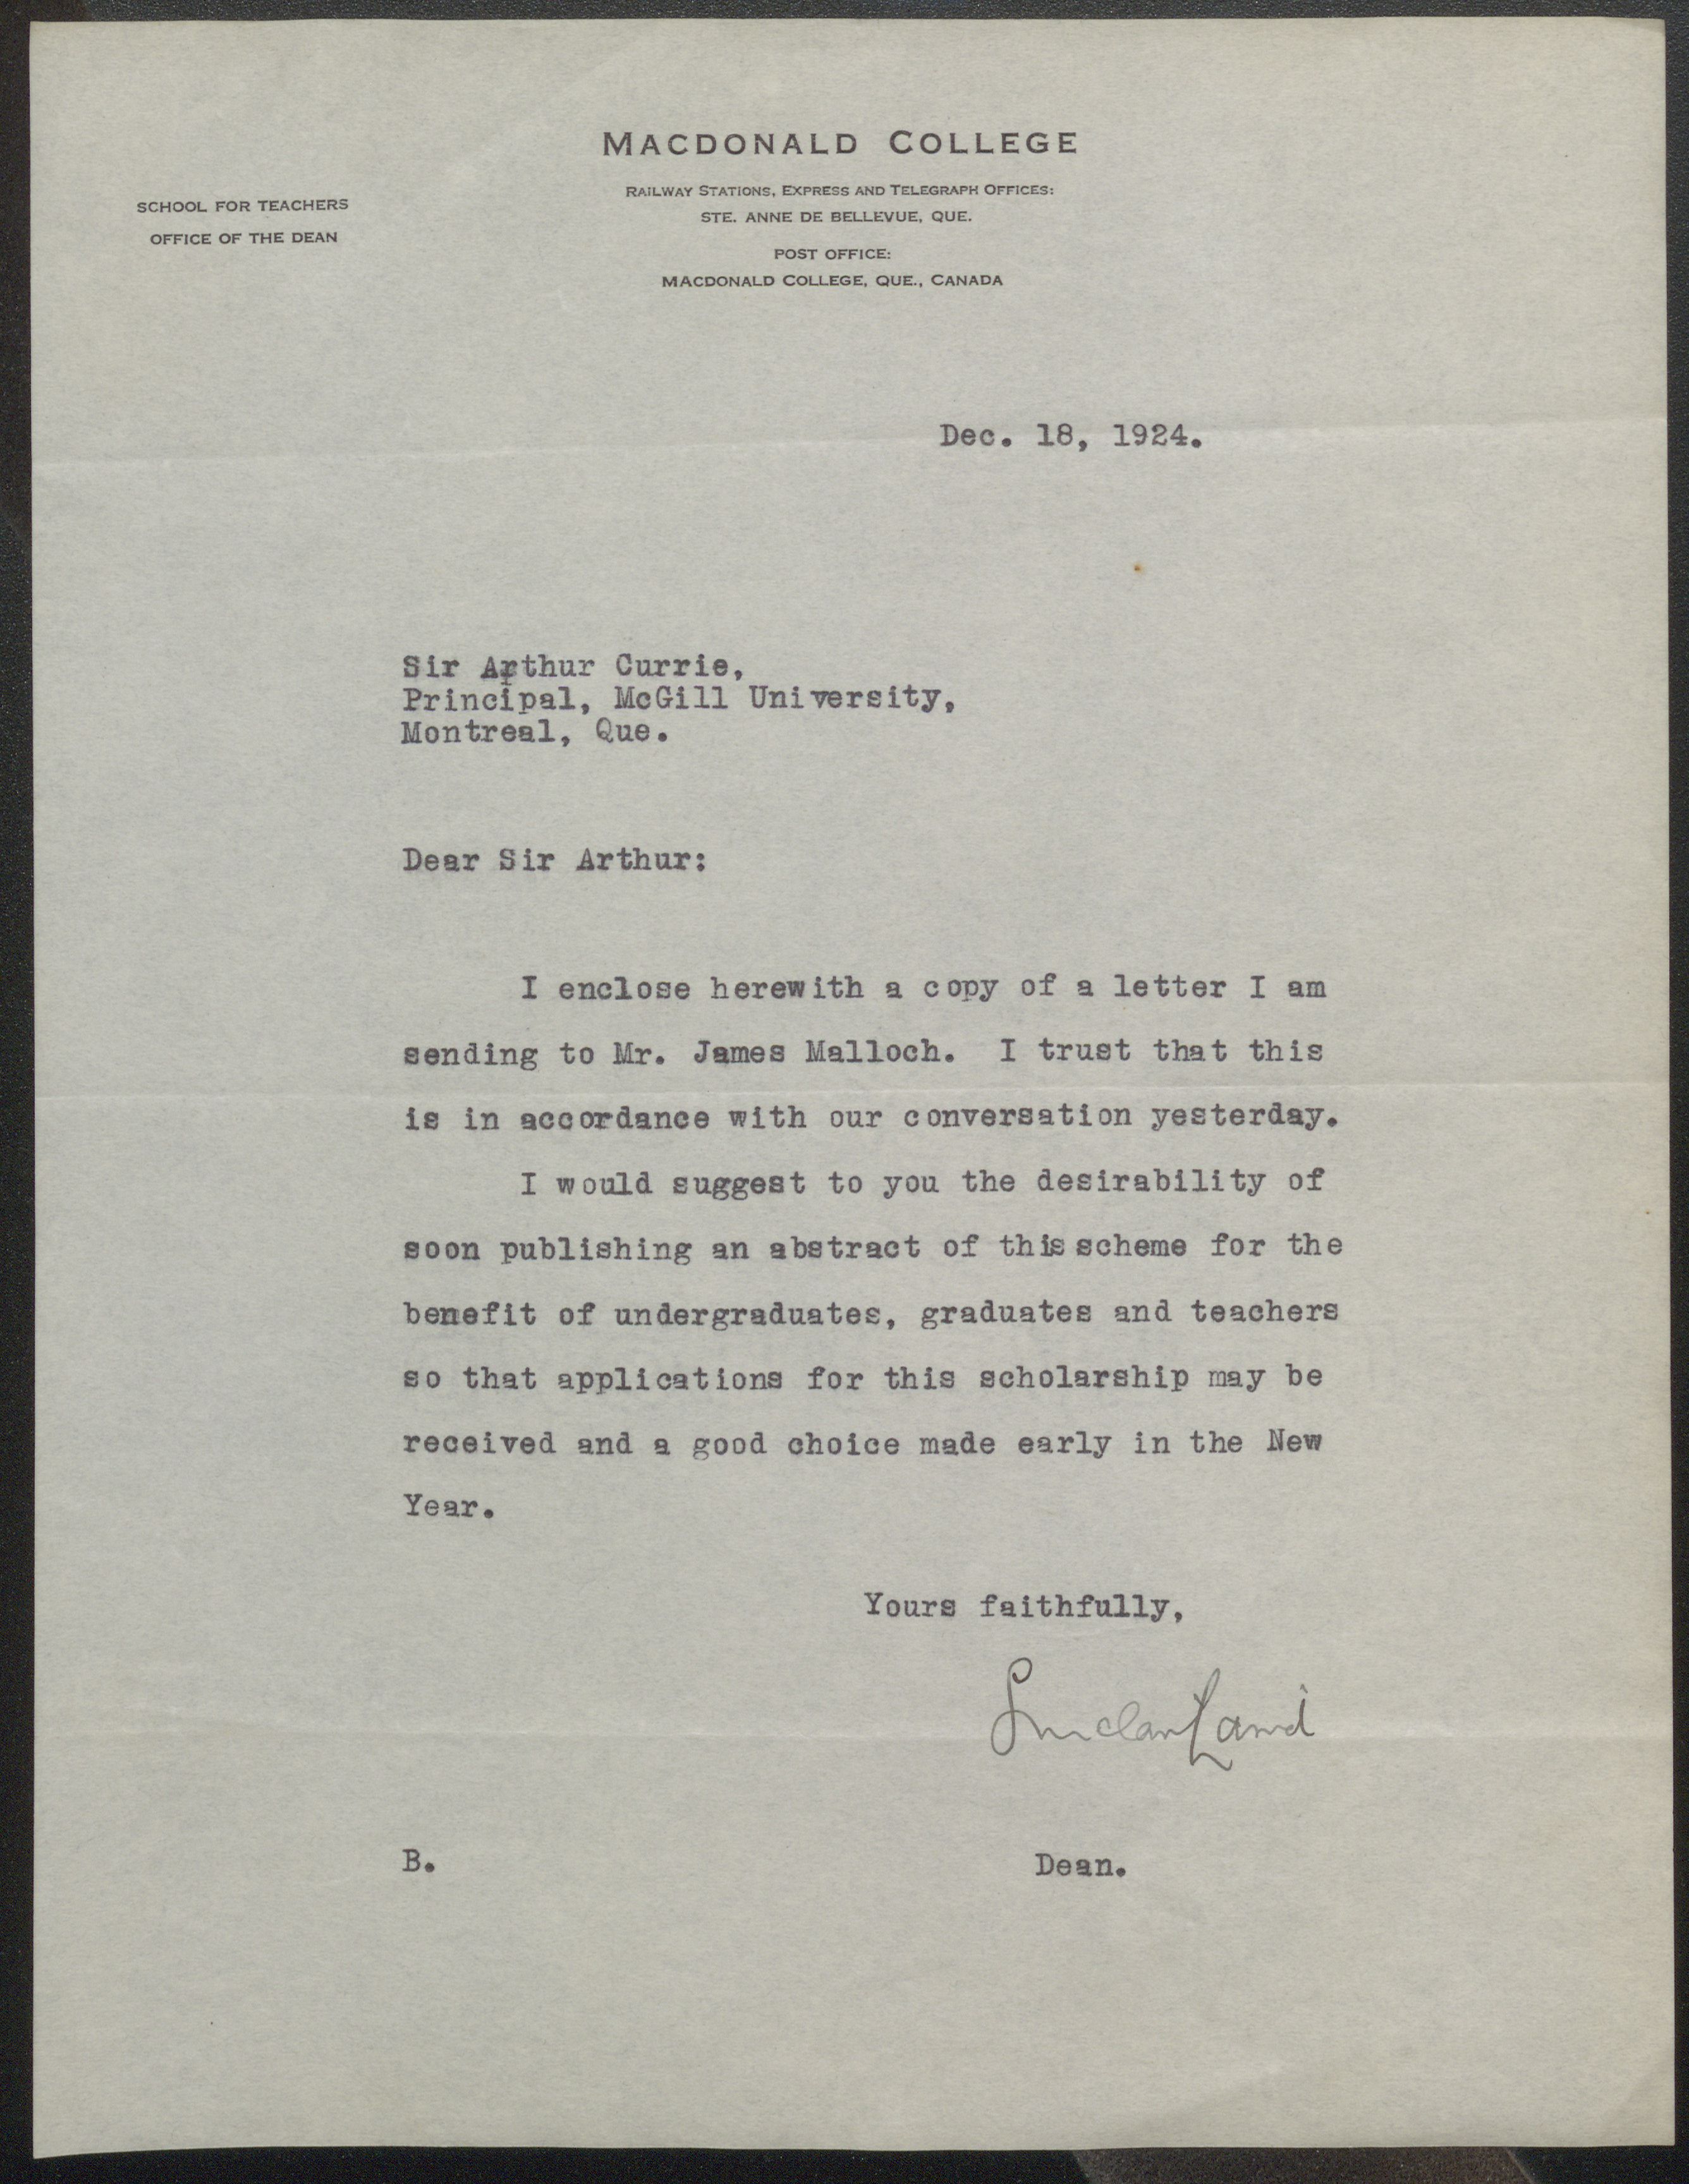 MACDONALD COLLEGE
RAILWAY STATIONS, EXPRESS AND TELEGRAPH OFFICES:
STE. ANNE DE BELLEVUE, QUE.
POST OFFICE:
MACDONALD COLLEGE, QUE., CANADA
SCHOOL FOR TEACHERS
OFFICE OF THE DEAN
Dec. 18, 1924.
Sir Arthur Currie,
Principal, McGill University,
Montreal, Que.
Dear Sir Arthur:
I enclose herewith a copy of a letter I am
sending to Mr. James Malloch. I trust that this
is in accordance with our conversation yesterday.
I would suggest to you the desirability of
soon publishing an abstract of this scheme for the
benefit of undergraduates, graduates and teachers
so that applications for this scholarship may be
received and a good choice made early in the New
Year.
Yours faithfully,
Sinclair Laird
B.
Dean.